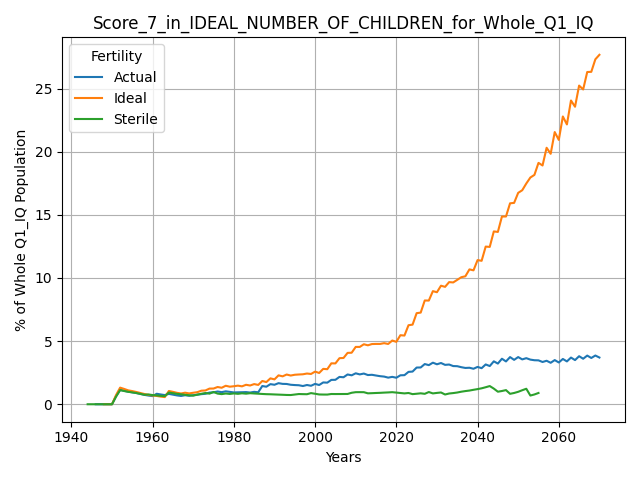 Score_7_in_IDEAL_NUMBER_OF_CHILDREN_for_Whole_Q1_IQ
Fertility
Actual
Ideal
Sterile
% of Whole Q1_IQ Population
25
20
15
10
5
0
1940 1960 1980 2000 2020 2040 2060
Years